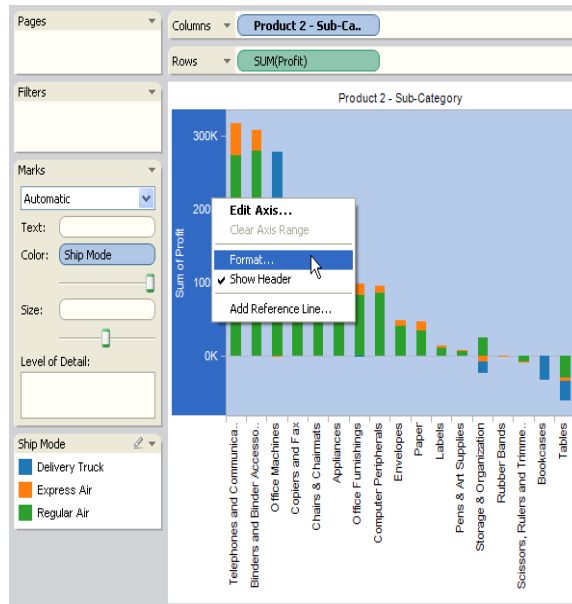 Pages
Columns
Product 2 - Sub-Ca..
Rows
SUM(Profit)
Filters
Marks
Automatic
Text:
Color:
Ship Mode
Size:
Level of Detail:
Ship Mode
Delivery Truck
Express Air
Regular Air
Product 2 - Sub-Category
Sum of Profit
300K
200
100
0K
Edit Axis...
Clear Axis Range
Format...
Show Header
Add Reference Line...
Telephones and Communica..
Binders and Binder Accesso..
Office Machines
Copiers and Fax
Chairs & Chairmats
Appliances
Office Furnishings
Computer Peripherals
Envelopes
Paper
Labels
Pens & Art Supplies
Storage & Organization
Rubber Bands
Scissors, Rulers and Trimme..
Bookcases
Tables